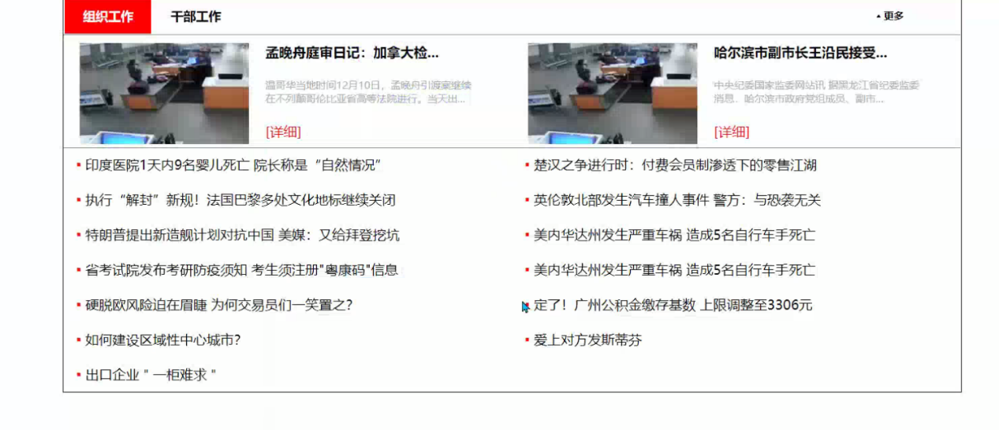 组织工作 干部工作 更多
孟晚舟庭审日记：加拿大检...
温哥华当地时间12月10日，孟晚舟引渡案继续
在不列颠哥伦比亚省高等法院进行。当天出...
[详细]
哈尔滨市副市长王沿民接受...
中央纪委国家监委网站讯 据黑龙江省纪委监委
消息．哈尔滨市政府党组成员、副市...
[详细]
印度医院1天内9名婴儿死亡 院长称是“自然情况”
楚汉之争进行时：付费会员制渗透下的零售江湖
执行“解封”新规！法国巴黎多处文化地标继续关闭
英伦敦北部发生汽车撞人事件 警方：与恐袭无关
特朗普提出新造舰计划对抗中国 美媒：又给拜登挖坑
美内华达州发生严重车祸 造成5名自行车手死亡
省考试院发布考研防疫须知 考生须注册"粤康码"信息
美内华达州发生严重车祸 造成5名自行车手死亡
硬脱欧风险迫在眉睫 为何交易员们一笑置之？
定了！广州公积金缴存基数 上限调整至3306元
如何建设区域性中心城市？
爱上对方发斯蒂芬
出口企业＂一柜难求＂